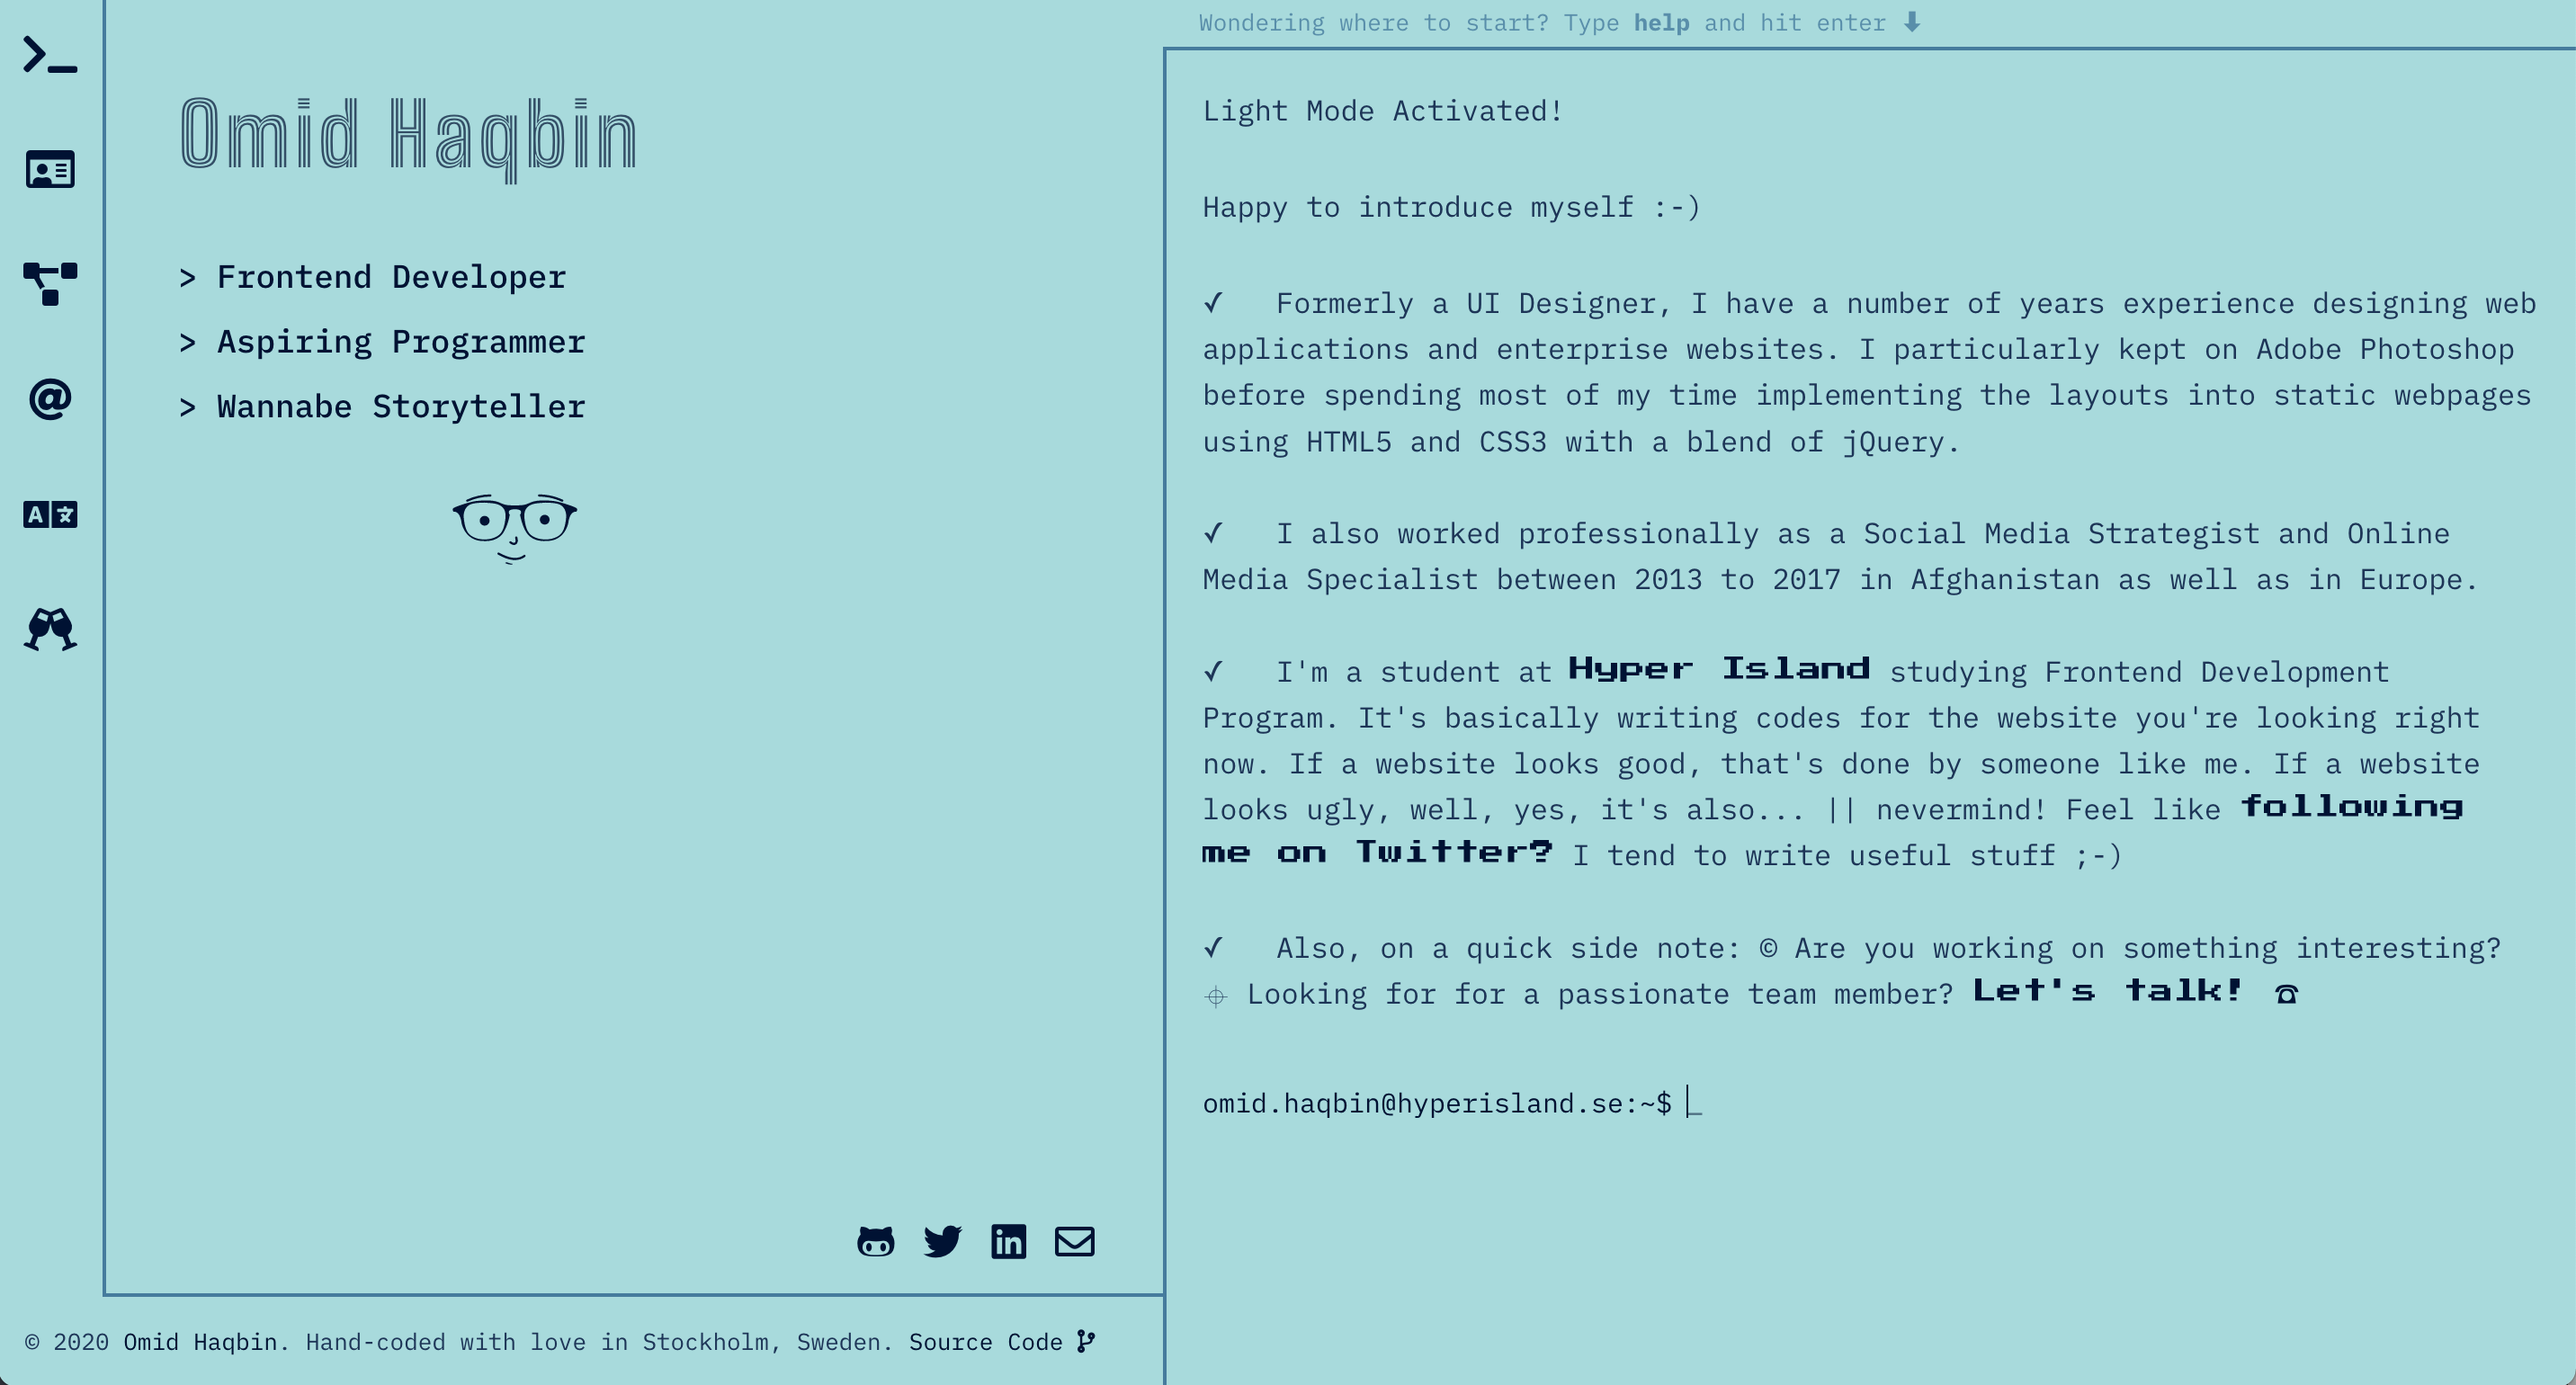 Wondering where to start? Type help and hit enter ⬇
Omid Haqbin
> Frontend Developer
> Aspiring Programmer
> Wannabe Storyteller
Light Mode Activated!
Happy to introduce myself :-)
✓ Formerly a UI Designer, I have a number of years experience designing web
applications and enterprise websites. I particularly kept on Adobe Photoshop
before spending most of my time implementing the layouts into static webpages
using HTML5 and CSS3 with a blend of jQuery.
✓ I also worked professionally as a Social Media Strategist and Online
Media Specialist between 2013 to 2017 in Afghanistan as well as in Europe.
✓ I'm a student at Hyper Island studying Frontend Development
Program. It's basically writing codes for the website you're looking right
now. If a website looks good, that's done by someone like me. If a website
looks ugly, well, yes, it's also... || nevermind! Feel like following
me on Twitter? I tend to write useful stuff ;-)
✓ Also, on a quick side note: © Are you working on something interesting?
⌖ Looking for for a passionate team member? Let's talk! ☎
omid.haqbin@hyperisland.se:~$ _
© 2020 Omid Haqbin. Hand-coded with love in Stockholm, Sweden. Source Code